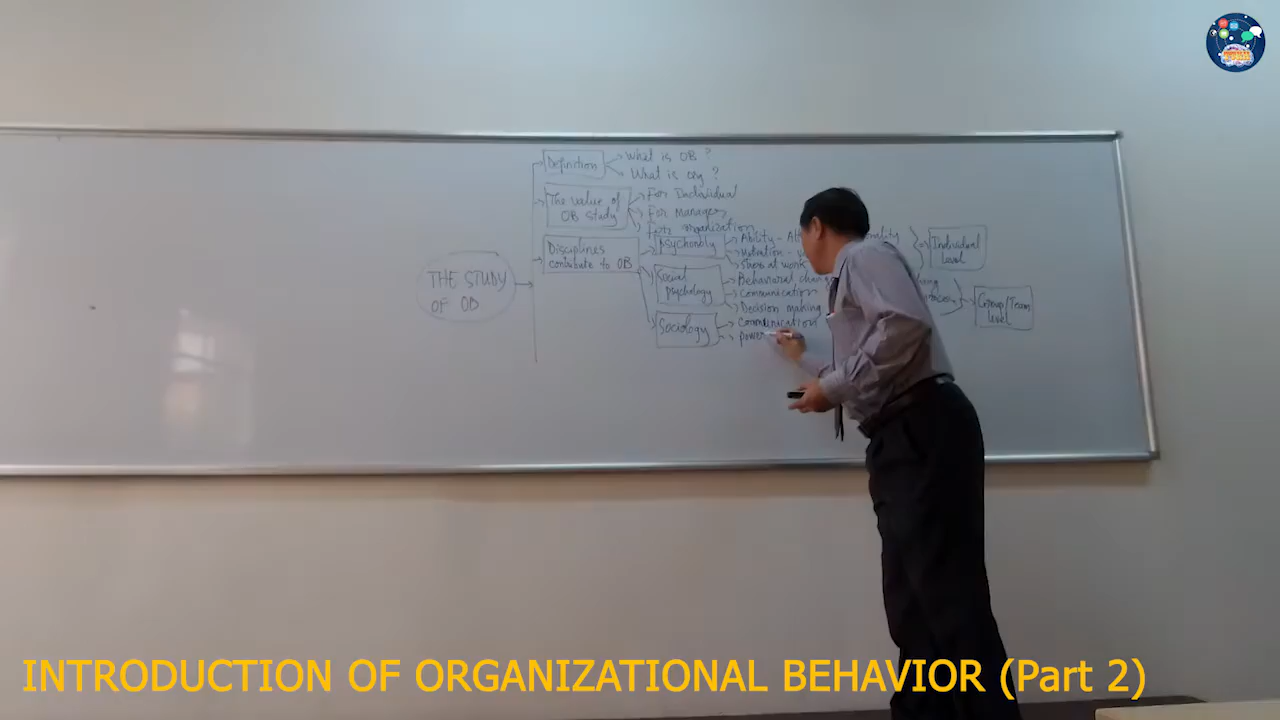 Definition
What is OB ?
What is org ?
The value of
OB study
For Individual
For Managers
For organization
Disciplines
contribute to OB
Ability -
Motivation -
Stress at work
Individual
Level
THE STUDY
OF OB
Social
psychology
Behavioral change
Communication
Decision making
Group/Team
level
Sociology
Communication
power
INTRODUCTION OF ORGANIZATIONAL BEHAVIOR (Part 2)